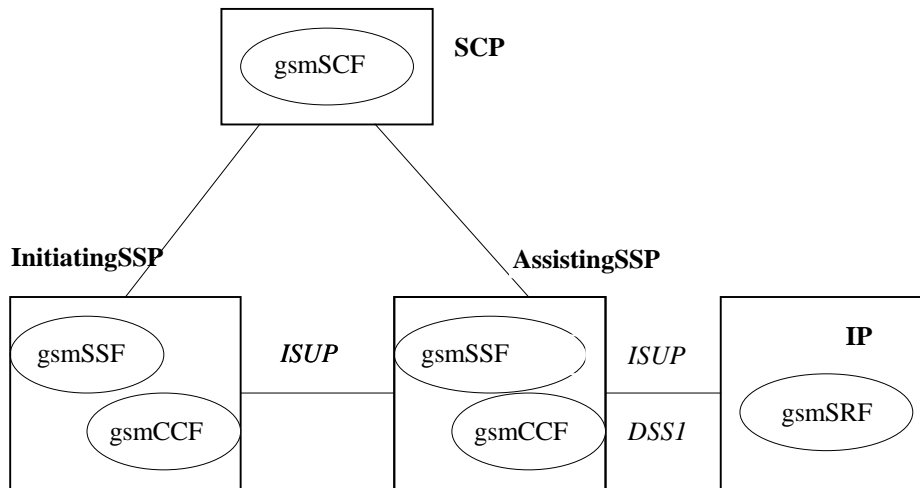 SCP
gsmSCF
InitiatingSSP
AssistingSSP
gsmSSF
ISUP
gsmSSF
ISUP
IP
gsmCCF
gsmCCF
DSS1
gsmSRF